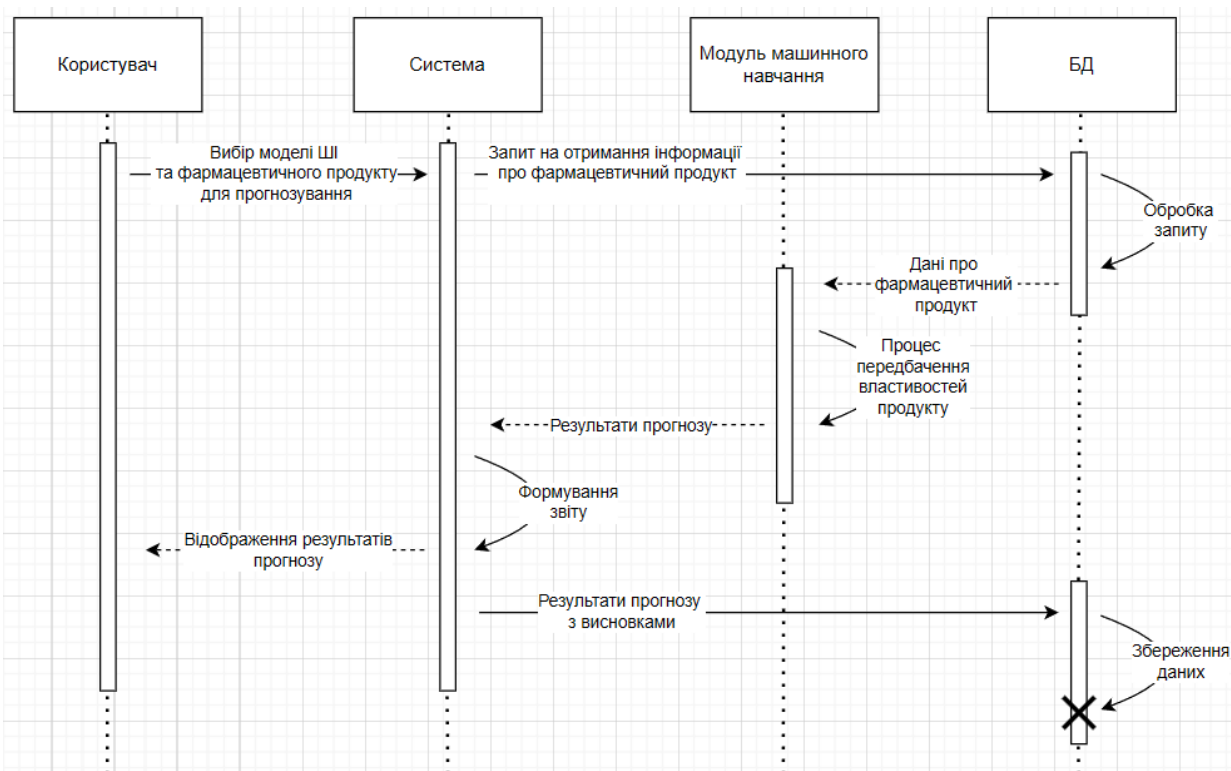 Користувач
Система
Модуль машинного
навчання
БД
Вибір моделі ШІ
та фармацевтичного продукту
для прогнозування
Запит на отримання інформації
про фармацевтичний продукт
Обробка
запиту
Дані про
фармацевтичний
продукт
Процес
передбачення
властивостей
продукту
Результати прогнозу
Формування
звіту
Відображення результатів
прогнозу
Результати прогнозу
з висновками
Збереження
даних